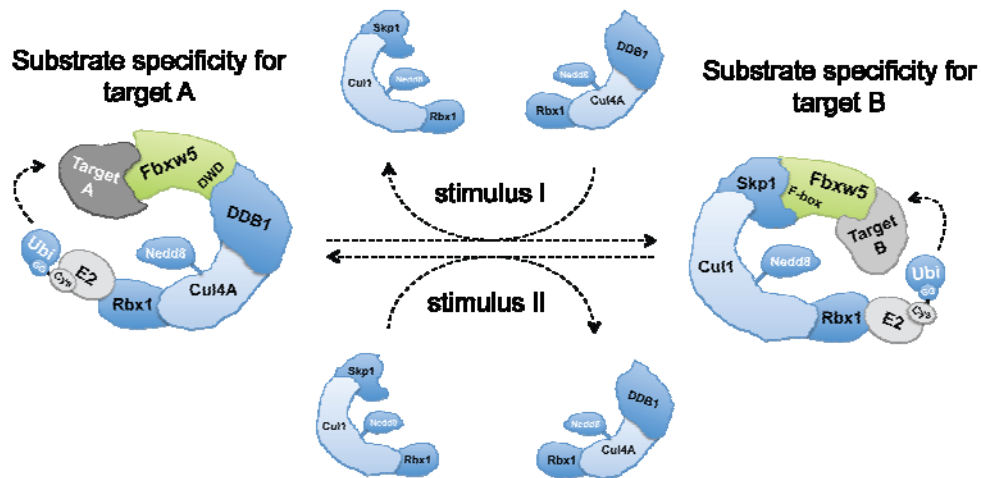 Substrate specificity for
target A
Target
A
Fbxw5
DWD
DDB1
Nedd8
Cul4A
Rbx1
E2
Cys
GG
Ubi
Skp1
Cul1
Nedd8
Rbx1
DDB1
Nedd8
Cul4A
Rbx1
stimulus I
stimulus II
Skp1
Cul1
Nedd8
Rbx1
DDB1
Nedd8
Cul4A
Rbx1
Substrate specificity for
target B
Skp1
Fbxw5
F-box
Target
B
Cul1
Nedd8
Rbx1
E2
Cys
GG
Ubi